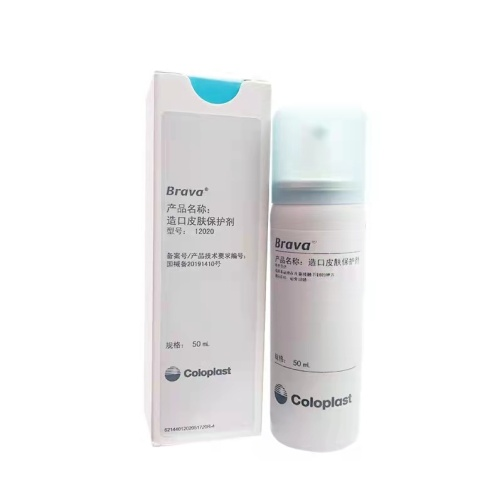 Brava®
产品名称：
造口皮肤保护剂
型号： 12020
备案号/产品技术要求编号：
国械备20191410号
规格： 50 mL
Coloplast
Brava®
产品名称：造口皮肤保护剂
规格： 50 mL
Coloplast